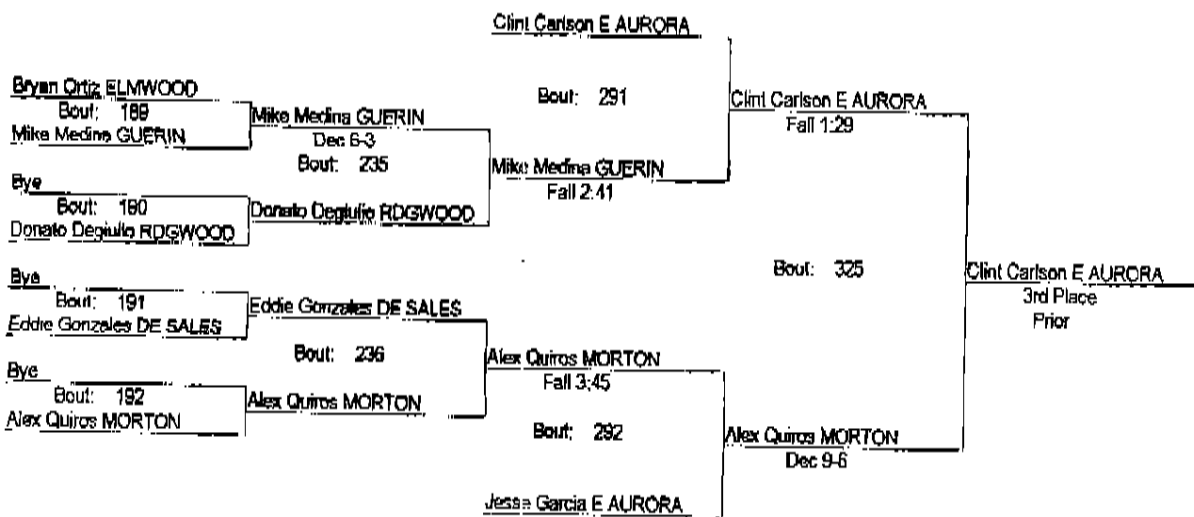 Clint Carlson E AURORA
Bryan Ortiz ELMWOOD
Bout: 189
Mike Medina GUERIN
Mike Medina GUERIN
Dec 6-3
Bout: 235
Bye
Bout: 190
Donato Degiulio RDGWOOD
Donato Degiulio RDGWOOD
Bout: 291
Mike Medina GUERIN
Fall 2:41
Clint Carlson E AURORA
Fall 1:29
Bye
Bout: 191
Eddie Gonzales DE SALES
Eddie Gonzales DE SALES
Bout: 236
Bye
Bout: 192
Alex Quiros MORTON
Alex Quiros MORTON
Alex Quiros MORTON
Fall 3:45
Bout: 292
Jesse Garcia E AURORA
Alex Quiros MORTON
Dec 9-6
Bout: 325
Clint Carlson E AURORA
3rd Place
Prior